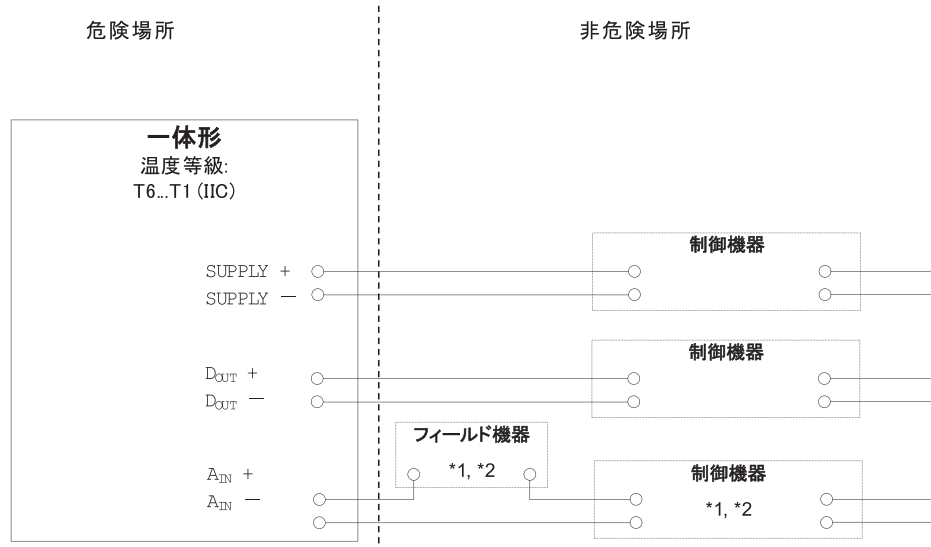 危険場所
非危険場所
一体形
温度等級:
T6...T1 (IIC)
制御機器
SUPPLY +
SUPPLY −
制御機器
DOUT +
DOUT −
フィールド機器
*1, *2
AIN +
AIN −
制御機器
*1, *2